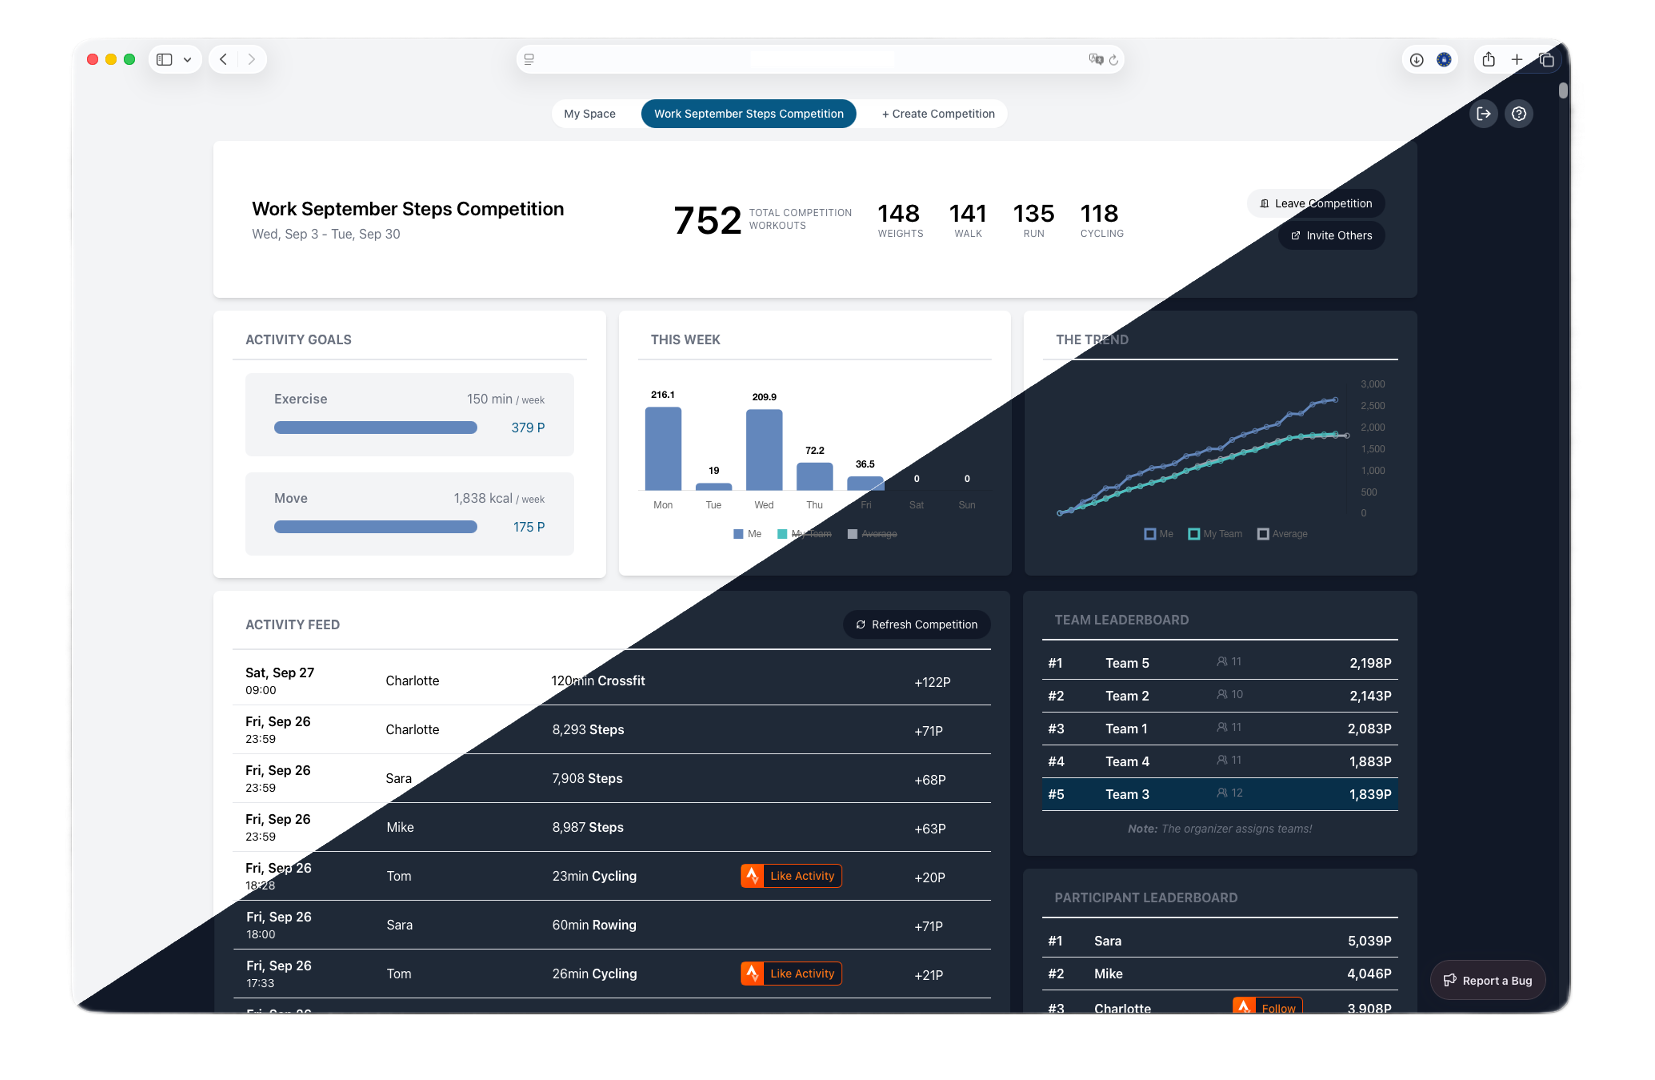 My Space
Work September Steps Competition
+ Create Competition
Work September Steps Competition
Wed, Sep 3 - Tue, Sep 30
752 TOTAL COMPETITION WORKOUTS
148 WEIGHTS
141 WALK
135 RUN
118 CYCLING
Leave Competition
Invite Others
ACTIVITY GOALS
Exercise 150 min / week
379 P
Move 1,838 kcal / week
175 P
THIS WEEK
216.1 19 209.9 72.2 36.5 0 0
Mon Tue Wed Thu Fri Sat Sun
Me My Team Average
THE TREND
3,000
2,500
2,000
1,500
1,000
500
0
Me My Team Average
ACTIVITY FEED
Refresh Competition
Sat, Sep 27
09:00
Charlotte 120min Crossfit +122P
Fri, Sep 26
23:59
Charlotte 8,293 Steps +71P
Fri, Sep 26
23:59
Sara 7,908 Steps +68P
Fri, Sep 26
23:59
Mike 8,987 Steps +63P
Fri, Sep 26
18:28
Tom 23min Cycling Like Activity +20P
Fri, Sep 26
18:00
Sara 60min Rowing +71P
Fri, Sep 26
17:33
Tom 26min Cycling Like Activity +21P
Fri, Sep 26
TEAM LEADERBOARD
#1 Team 5 11 2,198P
#2 Team 2 10 2,143P
#3 Team 1 11 2,083P
#4 Team 4 11 1,883P
#5 Team 3 12 1,839P
Note: The organizer assigns teams!
PARTICIPANT LEADERBOARD
#1 Sara 5,039P
#2 Mike 4,046P
#3 Charlotte Follow 3,908P
Report a Bug